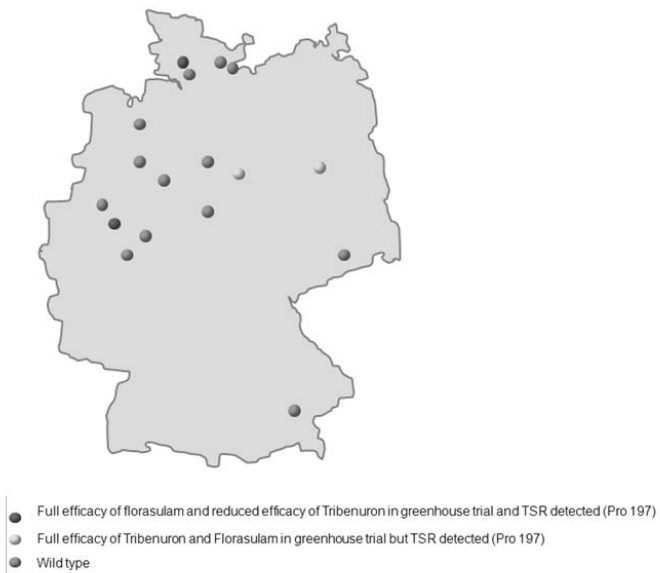 Full efficacy of florasulam and reduced efficacy of Tribenuron in greenhouse trial and TSR detected (Pro 197)
Full efficacy of Tribenuron and Florasulam in greenhouse trial but TSR detected (Pro 197)
Wild type